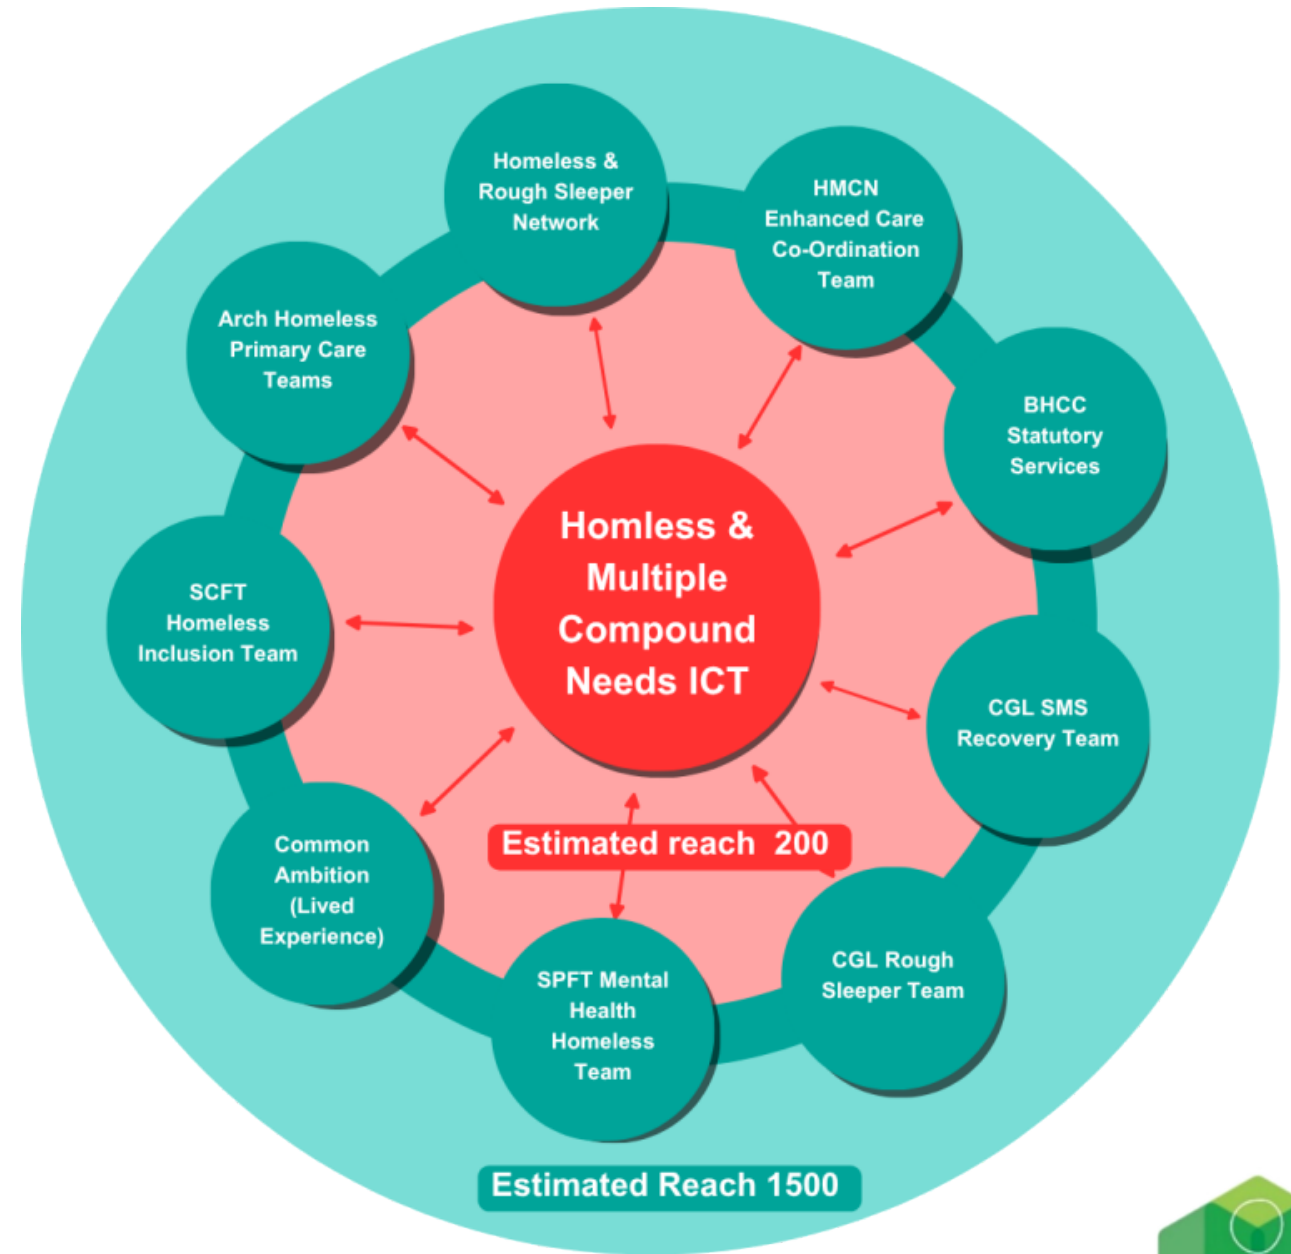 Homeless &
Rough Sleeper
Network
HMCN
Enhanced Care
Co-Ordination
Team
Arch Homeless
Primary Care
Teams
BHCC
Statutory
Services
Homless &
Multiple
Compound
Needs ICT
SCFT
Homeless
Inclusion Team
CGL SMS
Recovery Team
Estimated reach 200
Common
Ambition
(Lived
Experience)
CGL Rough
Sleeper Team
SPFT Mental
Health
Homeless
Team
Estimated Reach 1500